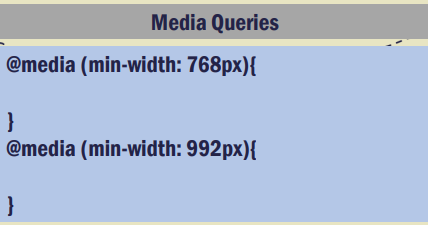 Media Queries
@media (min-width: 768px){
}
@media (min-width: 992px){
}